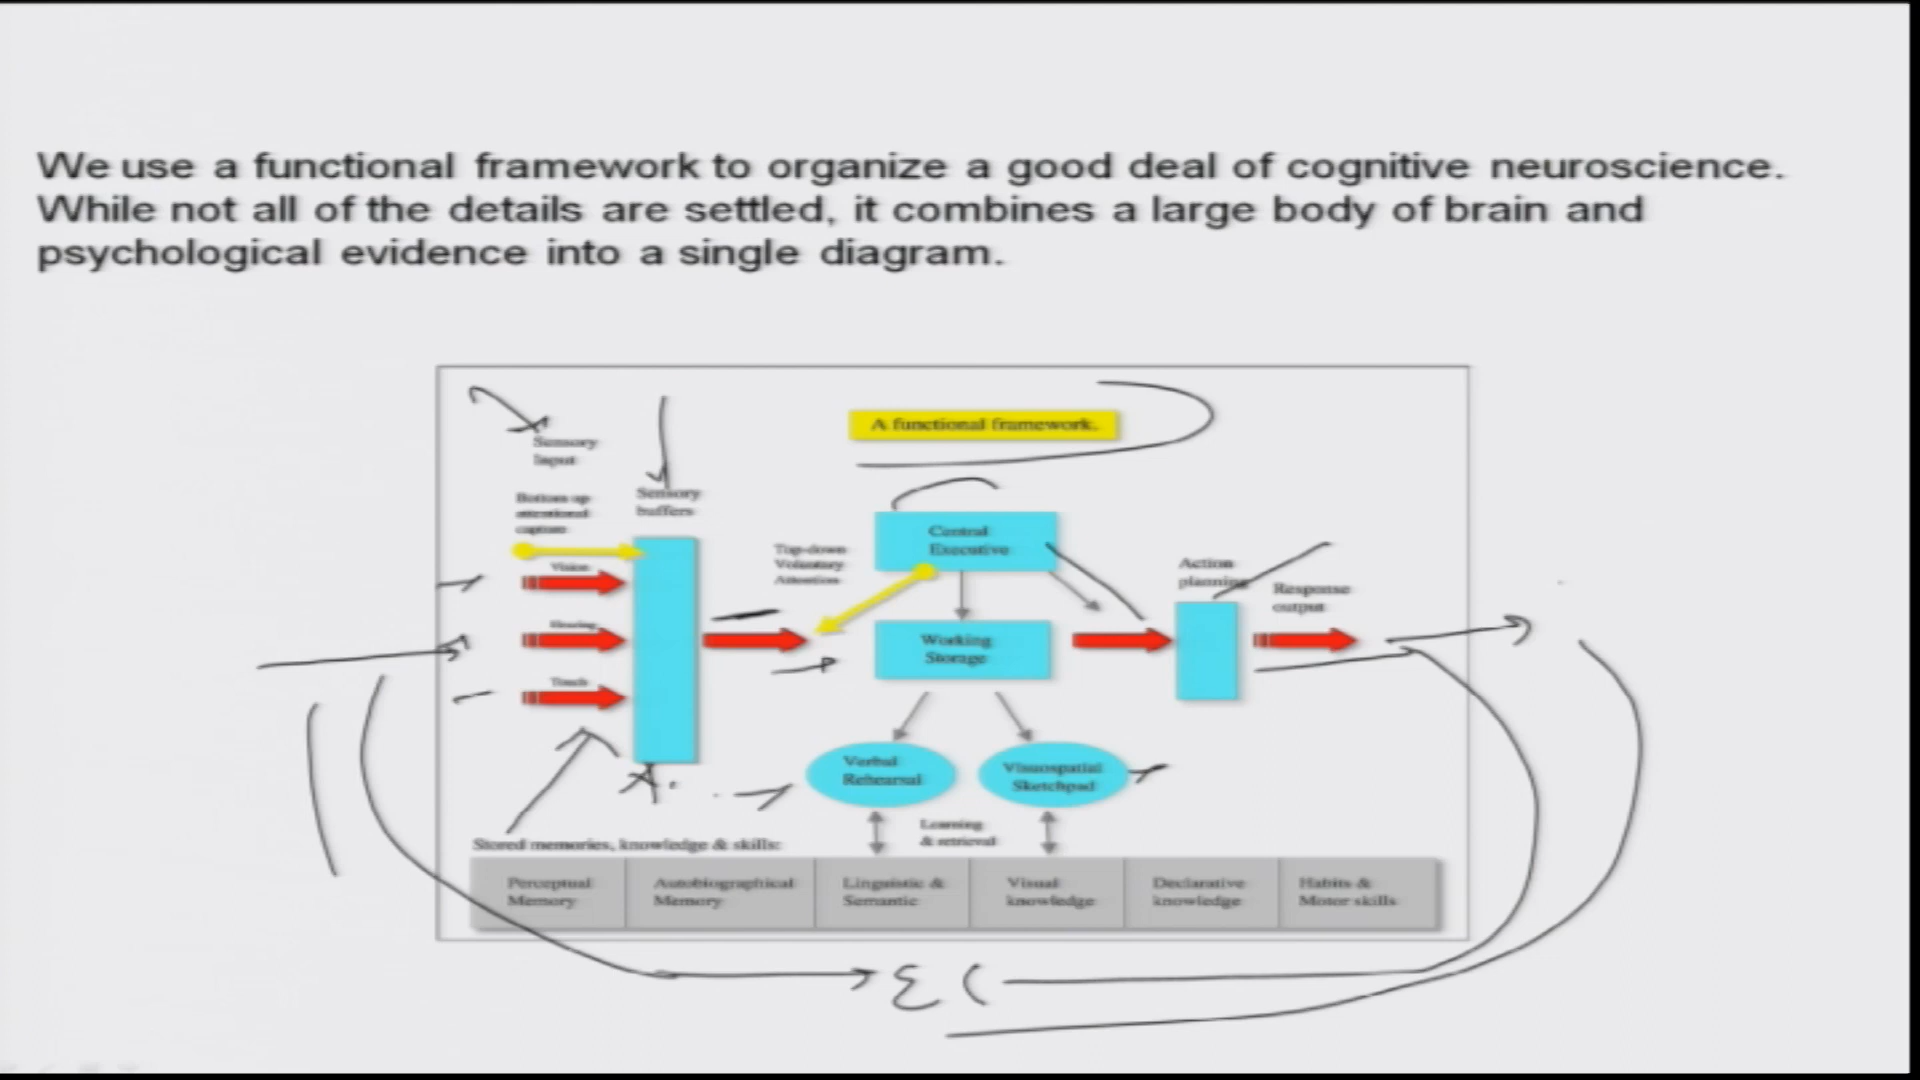 We use a functional framework to organize a good deal of cognitive neuroscience.
While not all of the details are settled, it combines a large body of brain and
psychological evidence into a single diagram.
A functional framework.
Sensory
Input
Bottom up
attentional
capture
Sensory
buffers
Vision
Hearing
Touch
Top-down
Voluntary
Attention
Central
Executive
Working
Storage
Action
planning
Response
output
Verbal
Rehearsal
Visuospatial
Sketchpad
Learning
& retrieval
Stored memories, knowledge & skills:
Perceptual
Memory
Autobiographical
Memory
Linguistic &
Semantic
Visual
knowledge
Declarative
knowledge
Habits &
Motor skills